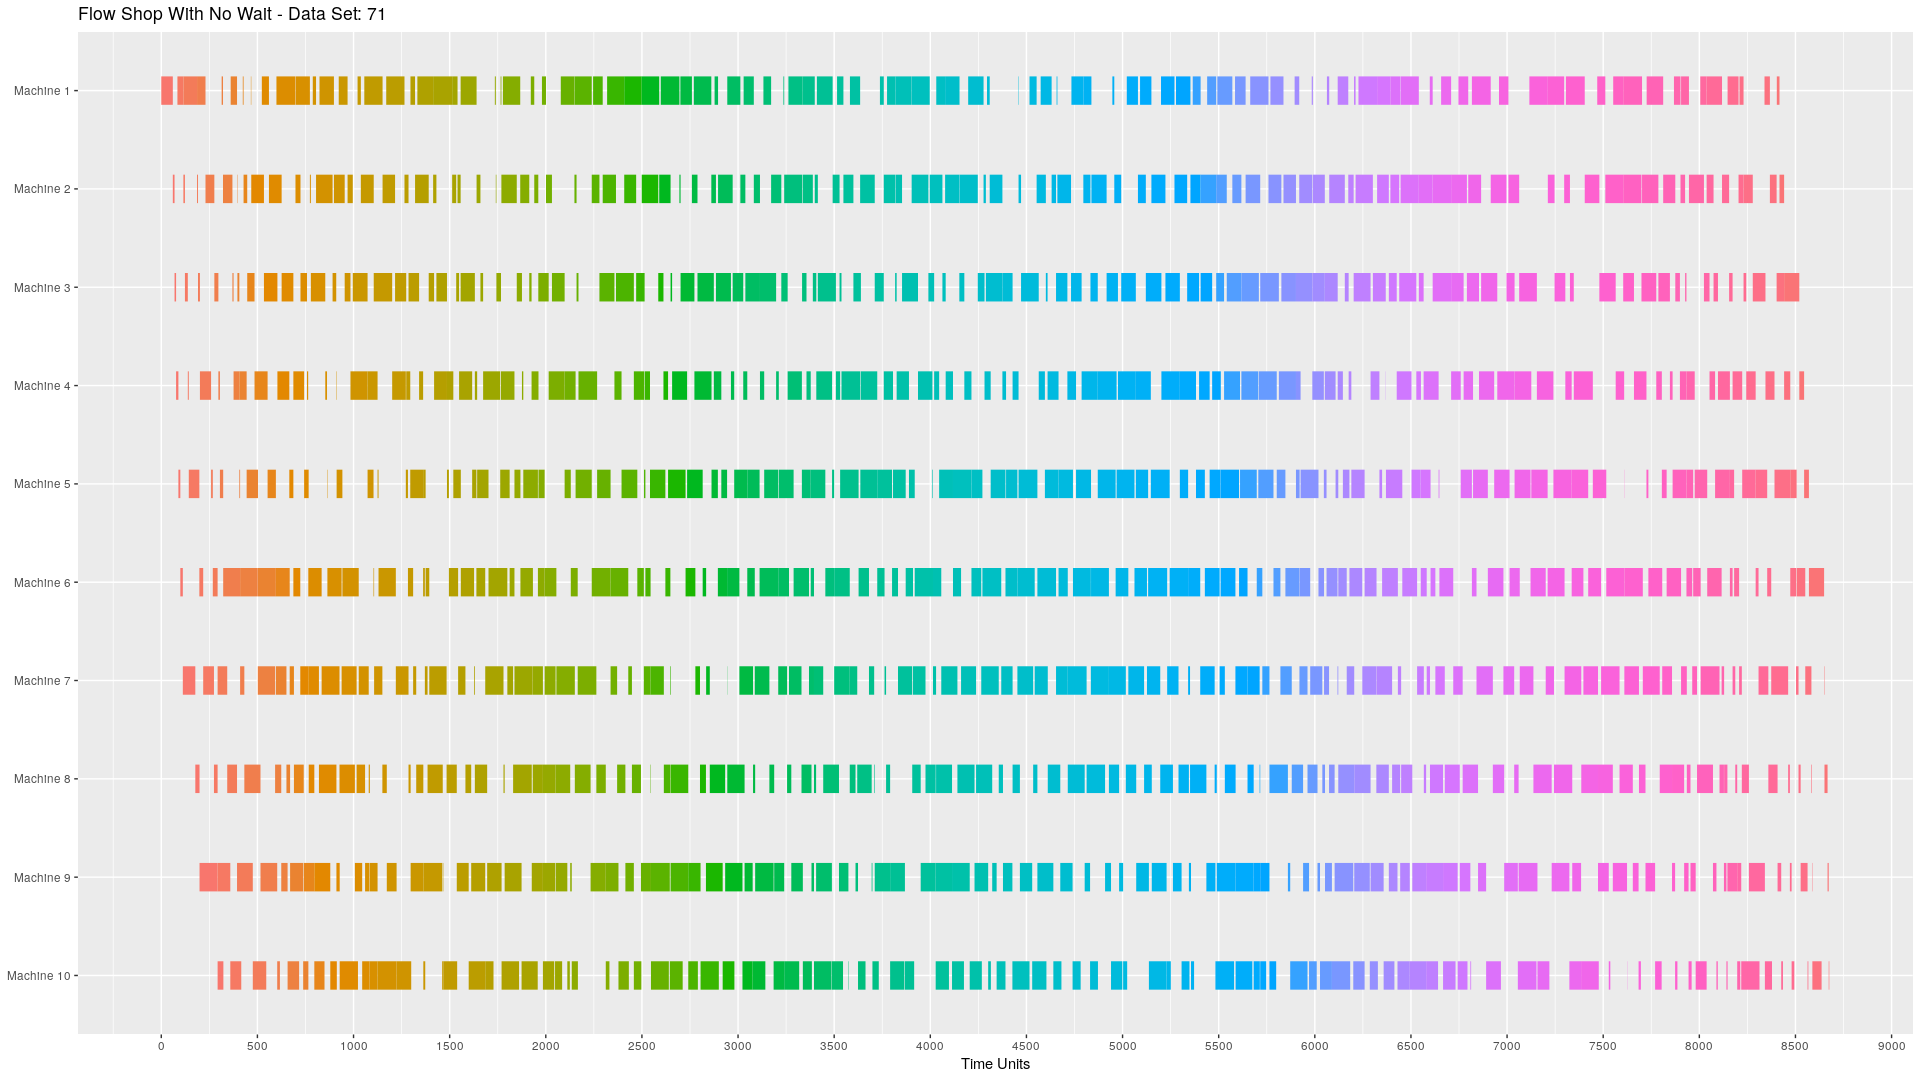 Flow Shop With No Wait - Data Set: 71
Machine 1
Machine 2
Machine 3
Machine 4
Machine 5
Machine 6
Machine 7
Machine 8
Machine 9
Machine 10
0 500 1000 1500 2000 2500 3000 3500 4000 4500 5000 5500 6000 6500 7000 7500 8000 8500 9000
Time Units